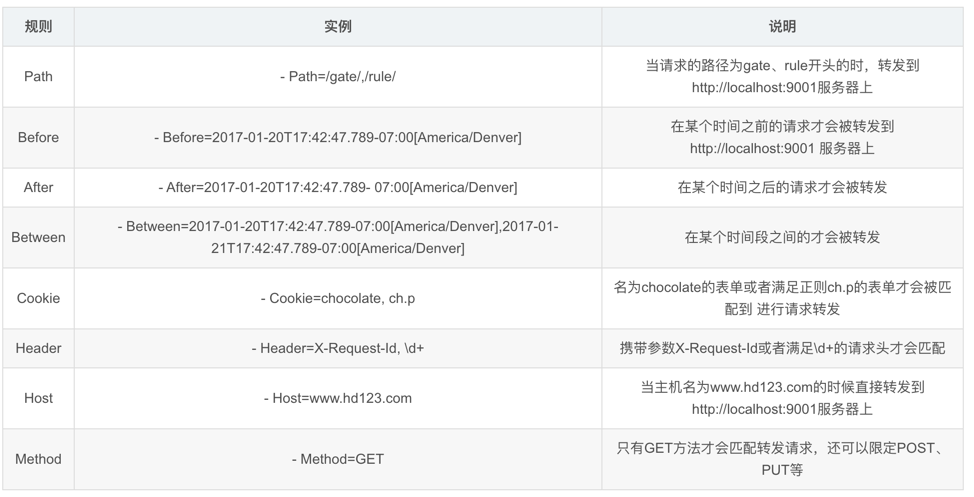 规则 实例 说明
Path - Path=/gate/,/rule/ 当请求的路径为gate、rule开头的时，转发到
http://localhost:9001服务器上
Before - Before=2017-01-20T17:42:47.789-07:00[America/Denver] 在某个时间之前的请求才会被转发到
http://localhost:9001 服务器上
After - After=2017-01-20T17:42:47.789- 07:00[America/Denver] 在某个时间之后的请求才会被转发
Between - Between=2017-01-20T17:42:47.789-07:00[America/Denver],2017-01-
21T17:42:47.789-07:00[America/Denver] 在某个时间段之间的才会被转发
Cookie - Cookie=chocolate, ch.p 名为chocolate的表单或者满足正则ch.p的表单才会被匹
配到 进行请求转发
Header - Header=X-Request-Id, \d+ 携带参数X-Request-Id或者满足\d+的请求头才会匹配
Host - Host=www.hd123.com 当主机名为www.hd123.com的时候直接转发到
http://localhost:9001服务器上
Method - Method=GET 只有GET方法才会匹配转发请求，还可以限定POST、
PUT等